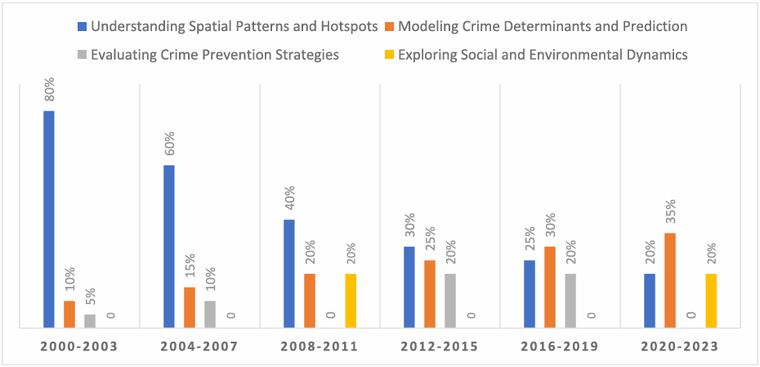 Understanding Spatial Patterns and Hotspots Modeling Crime Determinants and Prediction
Evaluating Crime Prevention Strategies Exploring Social and Environmental Dynamics
80% 10% 5% 0
60% 15% 10% 0
40% 20% 0 20%
30% 25% 20% 0
25% 30% 20% 0
20% 35% 0 20%
2000-2003 2004-2007 2008-2011 2012-2015 2016-2019 2020-2023